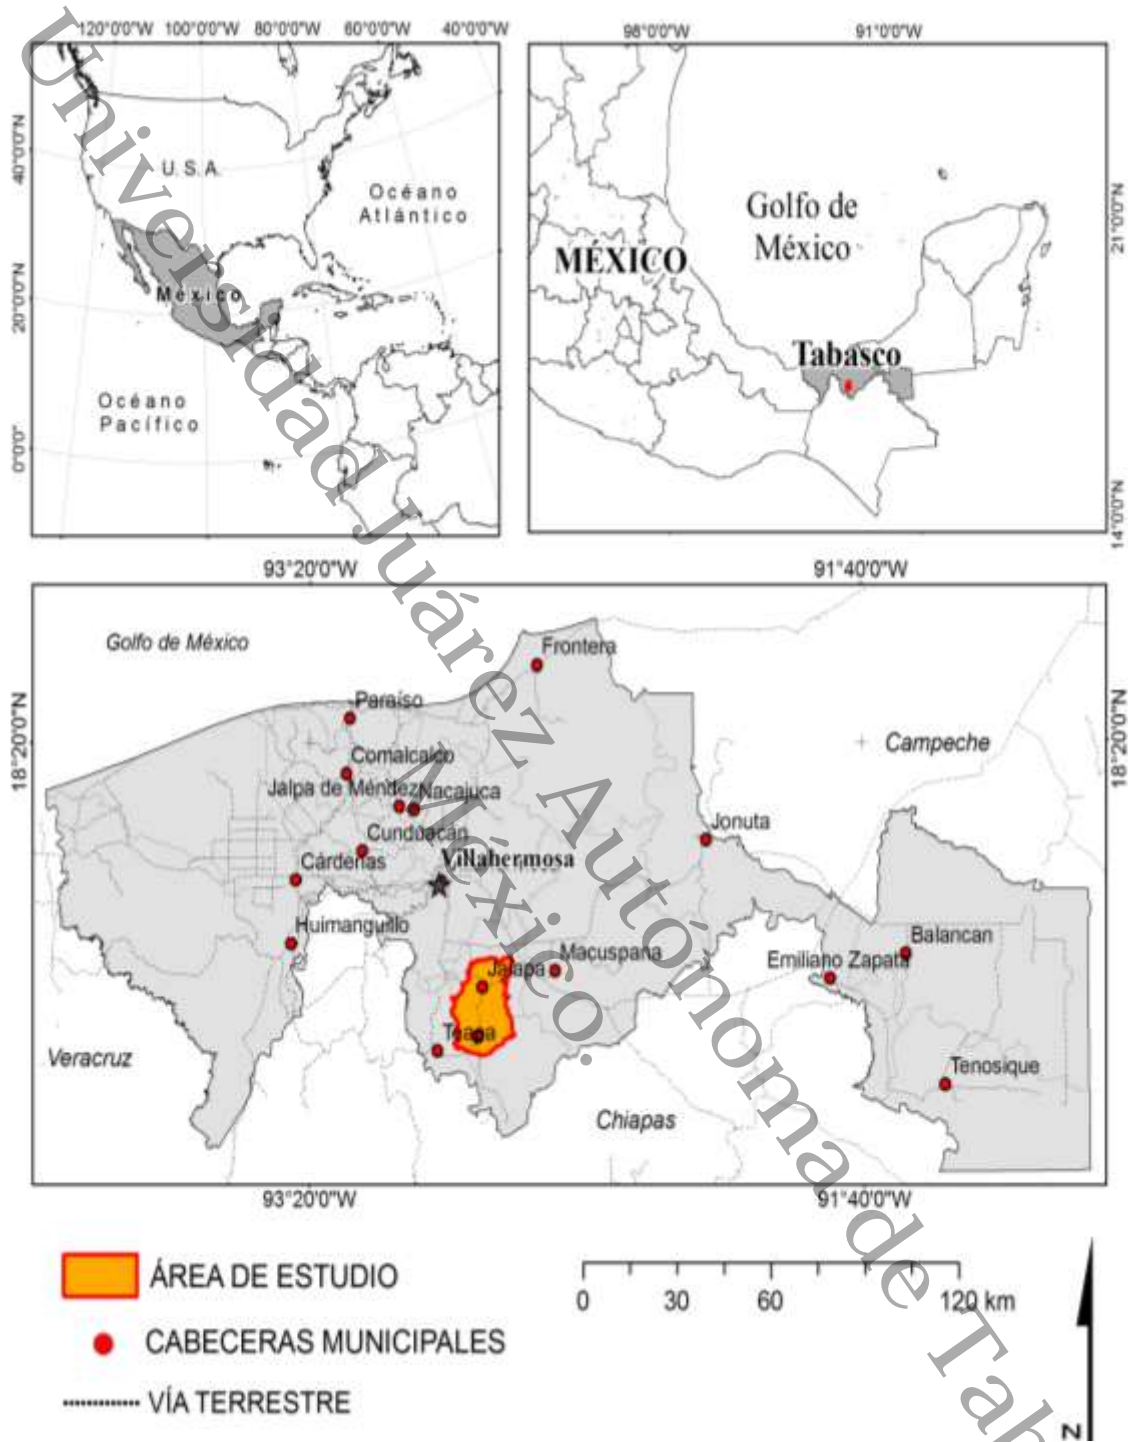 120°0'0"W 100°0'0"W 80°0'0"W 60°0'0"W 40°0'0"W
98°0'0"W 91°0'0"W
40°0'0"N
20°0'0"N
0°0'0"
U.S.A.
Océano
Atlántico
México
Océano
Pacífico
Golfo de
México
MÉXICO
Tabasco
21°0'0"N
14°0'0"N
93°20'0"W 91°40'0"W
18°20'0"N
18°20'0"N
Golfo de México
Frontera
Paraíso
Comalcalco
Campeche
Jalpa de Méndez
Nacajuca
Jonuta
Cunduacán
Cárdenas
Villahermosa
Huimanguillo
Balancan
Macuspana
Emiliano Zapata
Jalapa
Teapa
Veracruz
Tenosique
Chiapas
93°20'0"W 91°40'0"W
ÁREA DE ESTUDIO
CABECERAS MUNICIPALES
VÍA TERRESTRE
0 30 60 120 km
N
Universidad Juárez Autónoma de Tab
México.